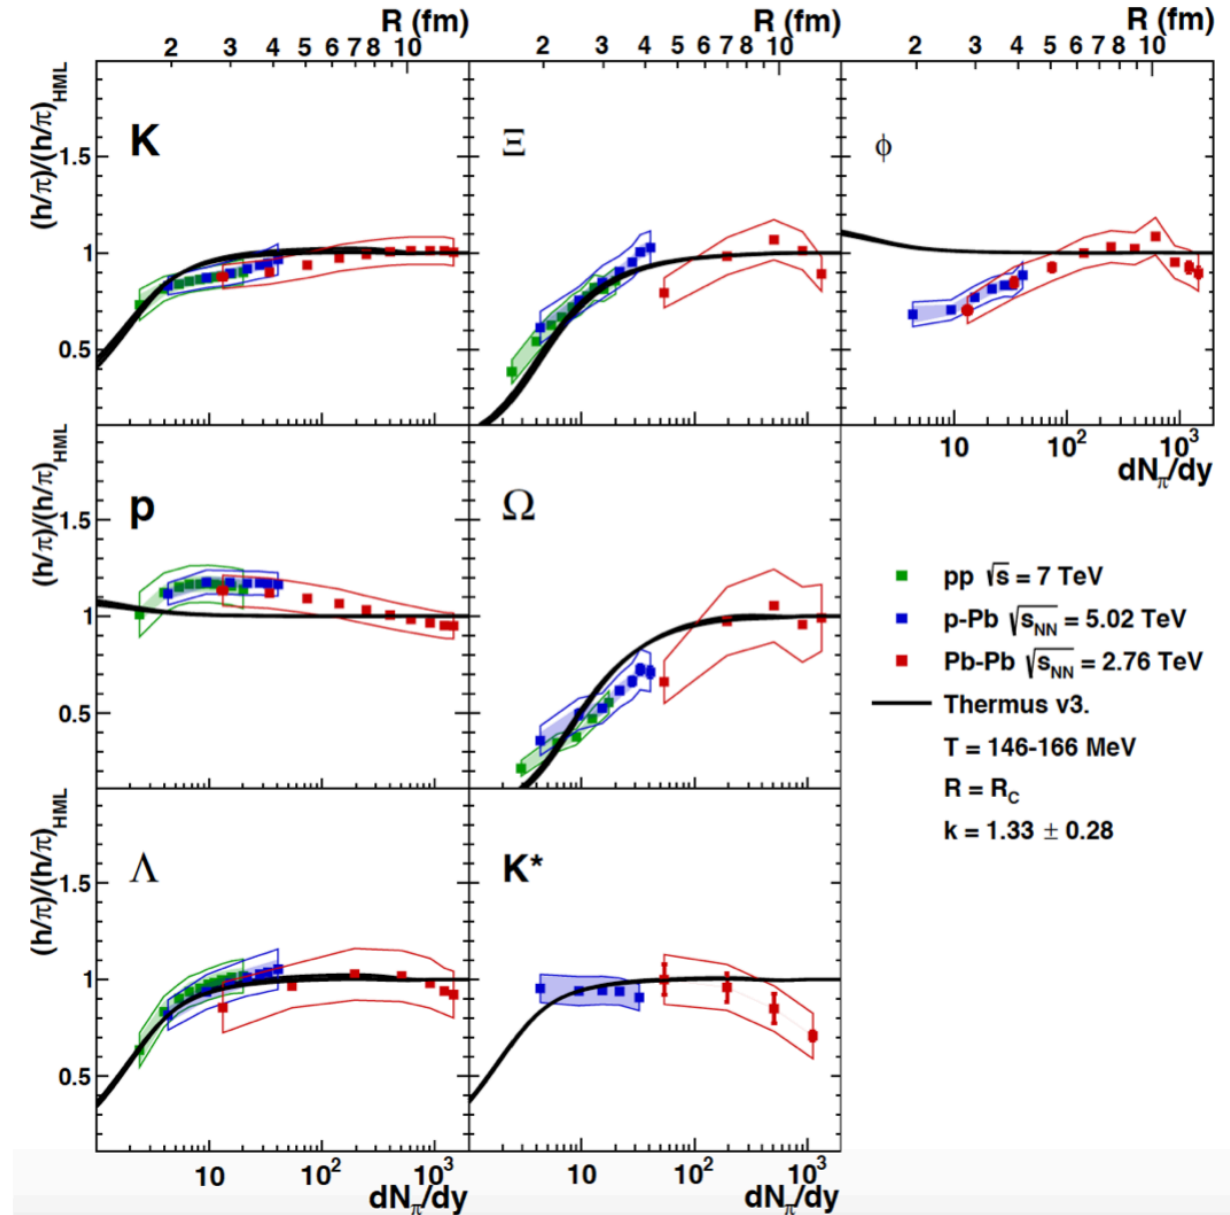 R (fm) R (fm) R (fm)
2 3 4 5 6 7 8 10 2 3 4 5 6 7 8 10 2 3 4 5 6 7 8 10
(h/π)/(h/π)HML
K Ξ ϕ
1.5
1
0.5
10 10² 10³
dNπ/dy
(h/π)/(h/π)HML
p Ω
1.5
1
0.5
pp √s = 7 TeV
p-Pb √sNN = 5.02 TeV
Pb-Pb √sNN = 2.76 TeV
Thermus v3.
T = 146-166 MeV
R = RC
k = 1.33 ± 0.28
(h/π)/(h/π)HML
Λ K*
1.5
1
0.5
10 10² 10³ 10 10² 10³
dNπ/dy dNπ/dy